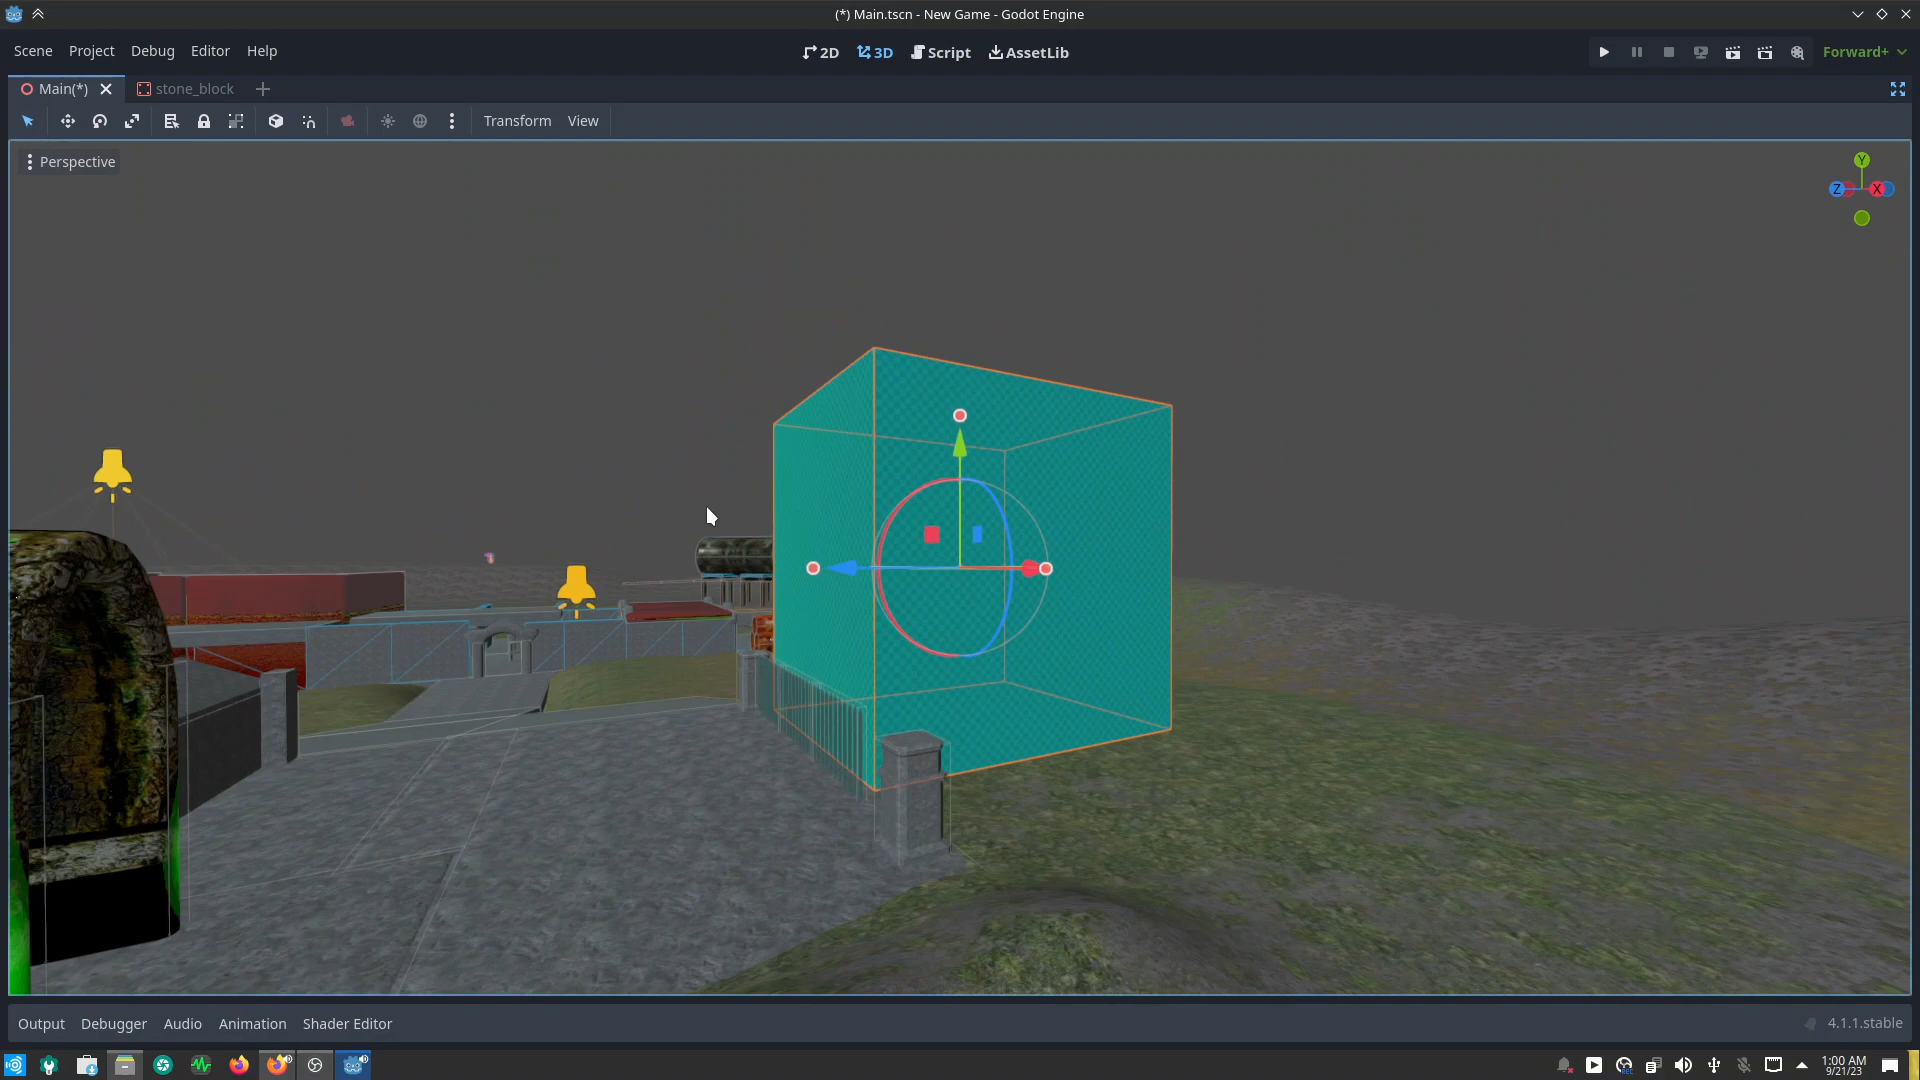 (*) Main.tscn - New Game - Godot Engine
Scene Project Debug Editor Help
2D 3D Script AssetLib
Forward+
Main(*) stone_block
Transform View
Perspective
Y
Z X
Output Debugger Audio Animation Shader Editor
4.1.1.stable
1:00 AM
9/21/23